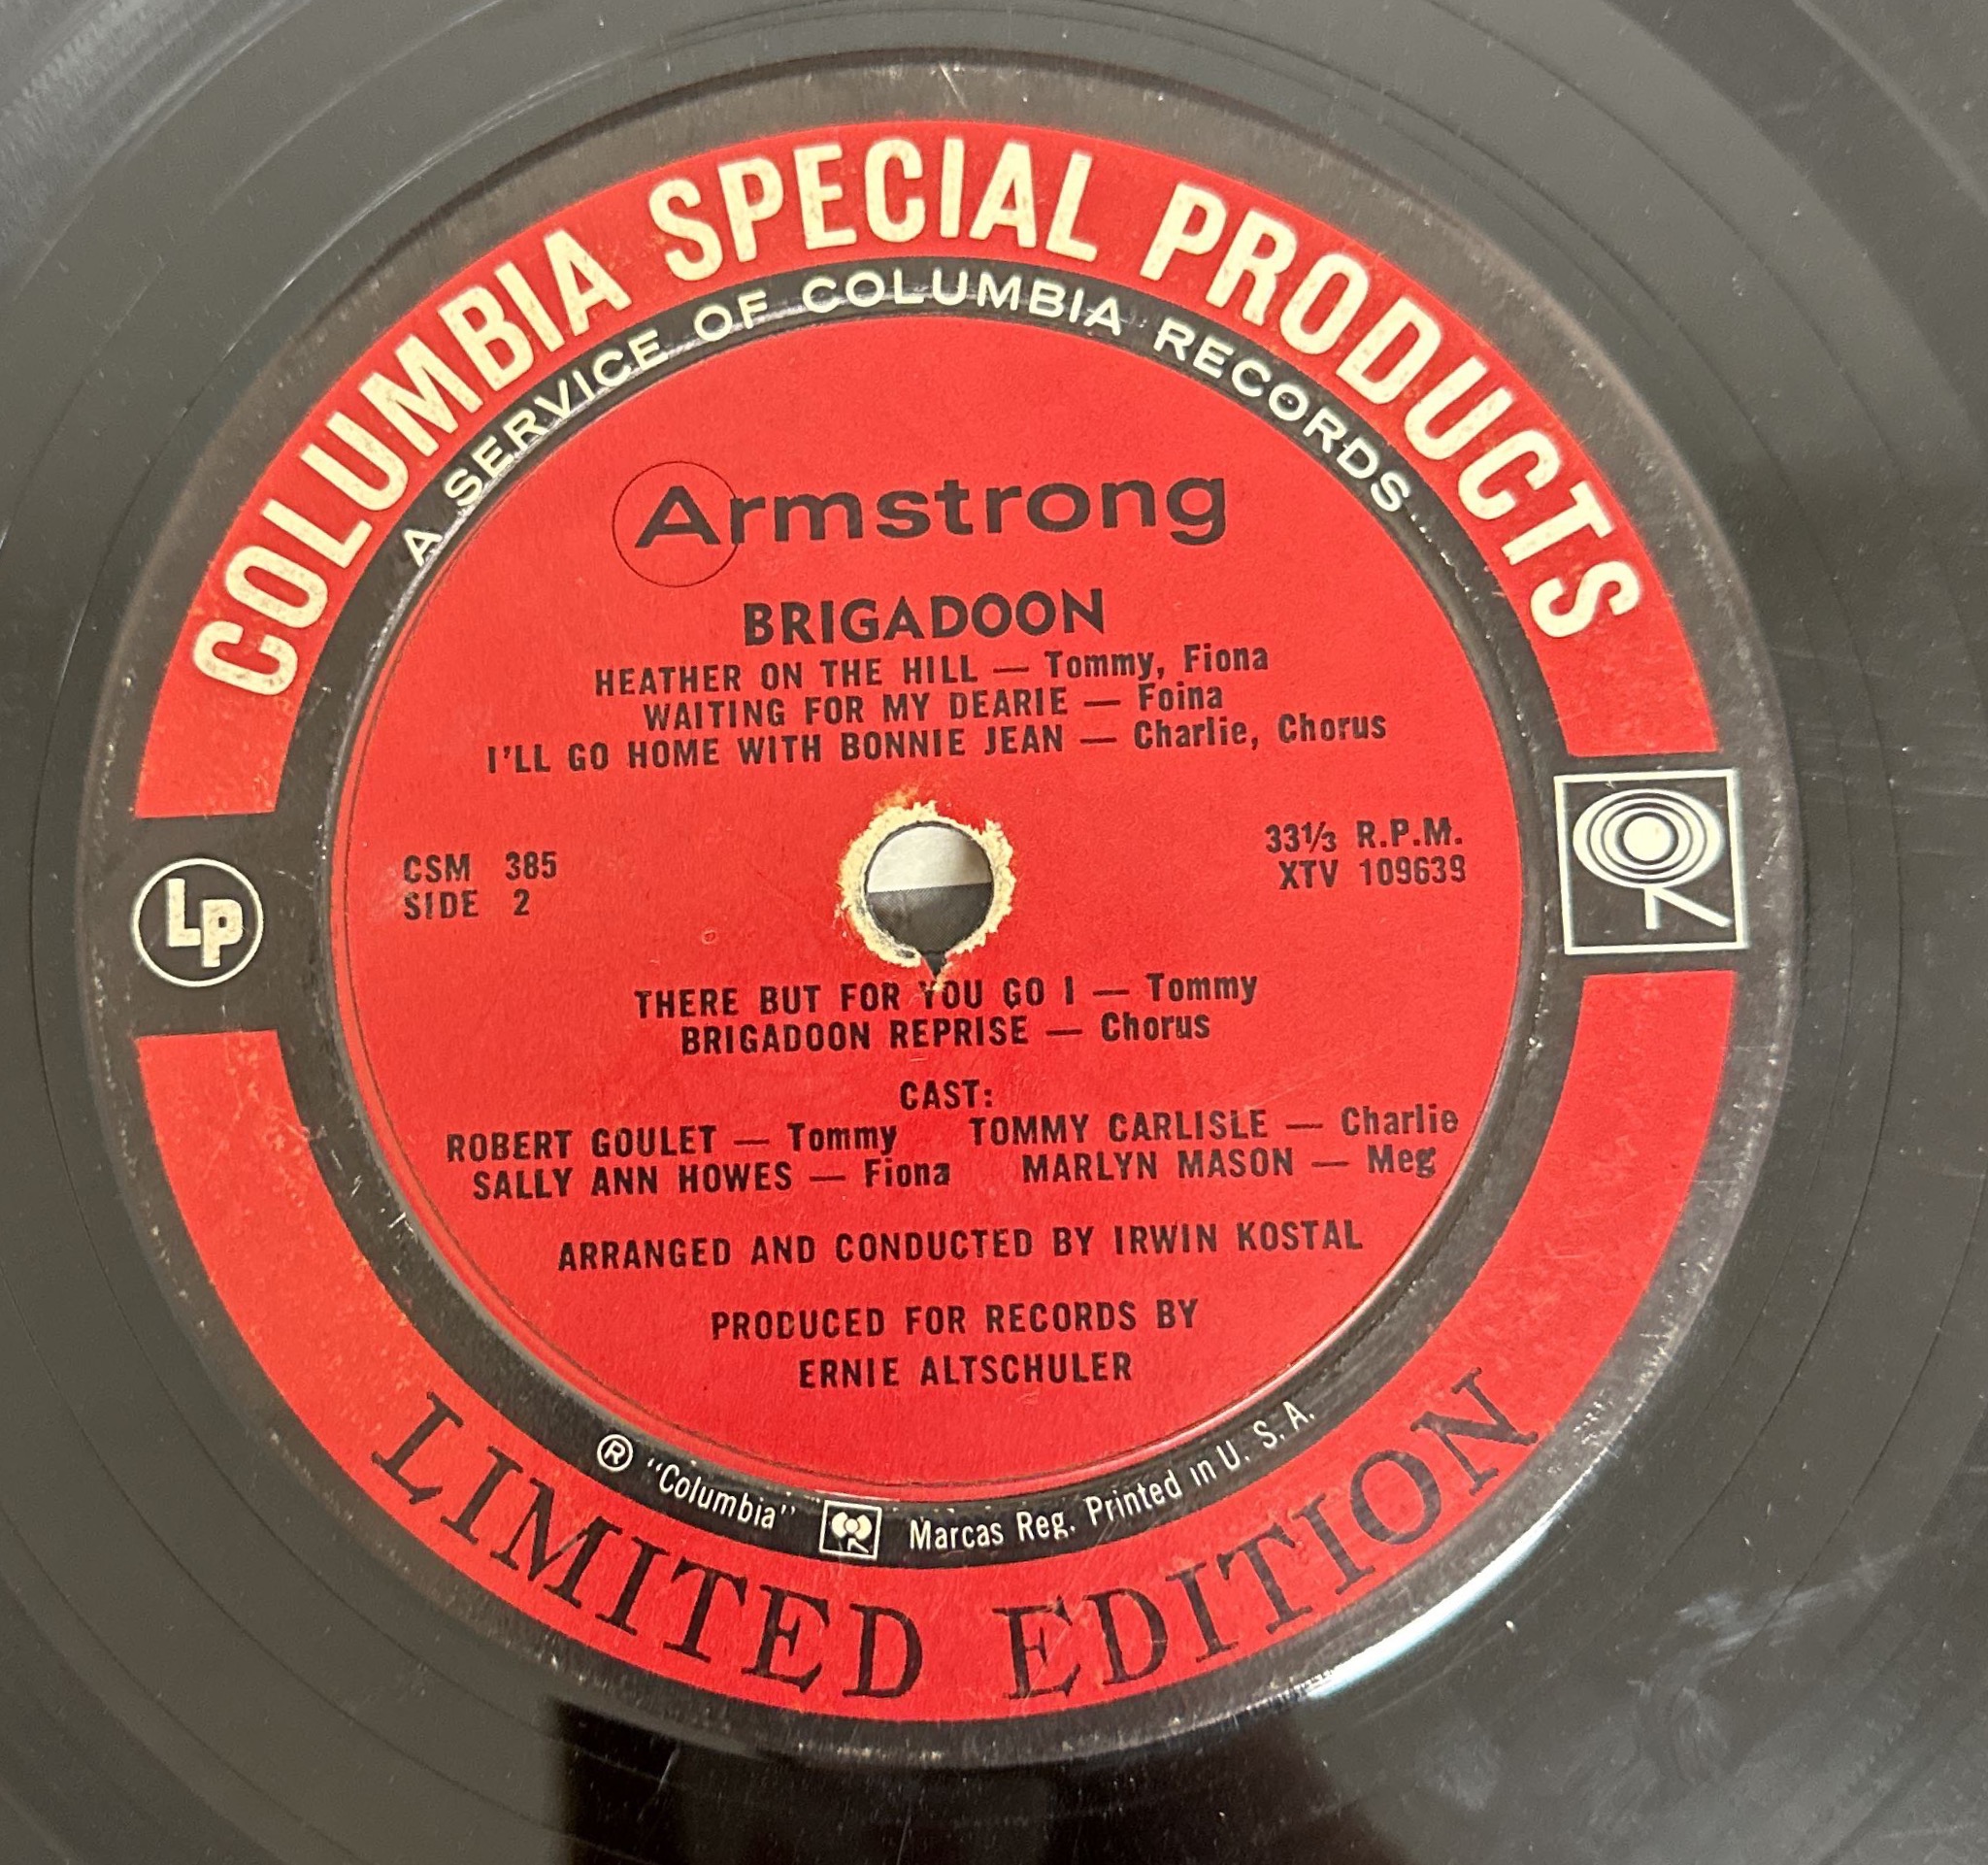 COLUMBIA SPECIAL PRODUCTS
A SERVICE OF COLUMBIA RECORDS
Armstrong
BRIGADOON
HEATHER ON THE HILL — Tommy, Fiona
WAITING FOR MY DEARIE — Foina
I'LL GO HOME WITH BONNIE JEAN — Charlie, Chorus
CSM 385
SIDE 2
33⅓ R.P.M.
XTV 109639
LP
THERE BUT FOR YOU GO I — Tommy
BRIGADOON REPRISE — Chorus
CAST:
ROBERT GOULET — Tommy TOMMY CARLISLE — Charlie
SALLY ANN HOWES — Fiona MARLYN MASON — Meg
ARRANGED AND CONDUCTED BY IRWIN KOSTAL
PRODUCED FOR RECORDS BY
ERNIE ALTSCHULER
® "Columbia" Marcas Reg. Printed in U. S. A.
LIMITED EDITION